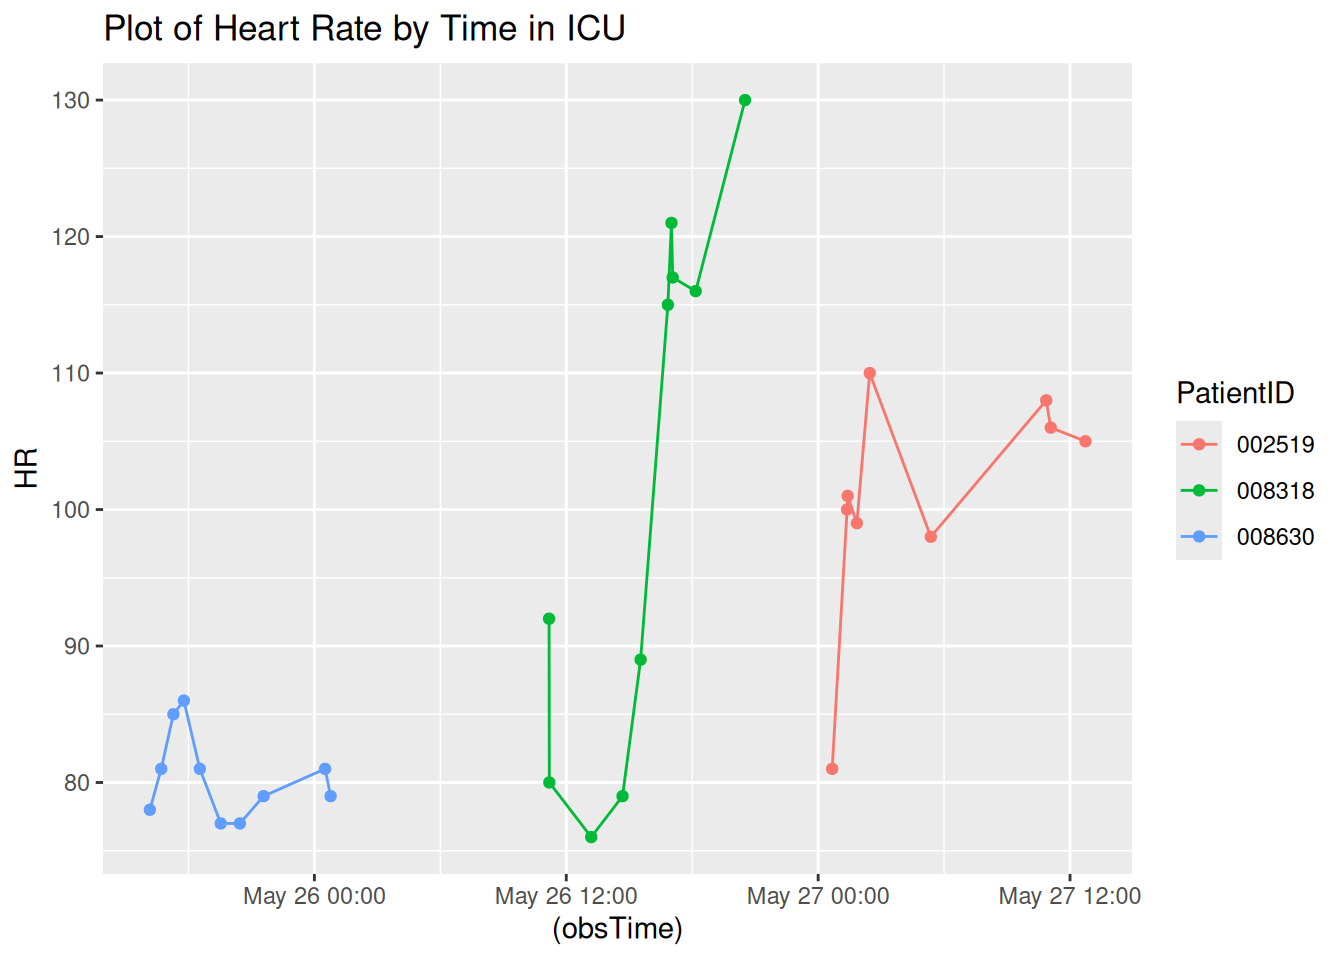 Plot of Heart Rate by Time in ICU
130
120
110
100
90
80
HR
May 26 00:00
May 26 12:00
May 27 00:00
May 27 12:00
(obsTime)
PatientID
002519
008318
008630